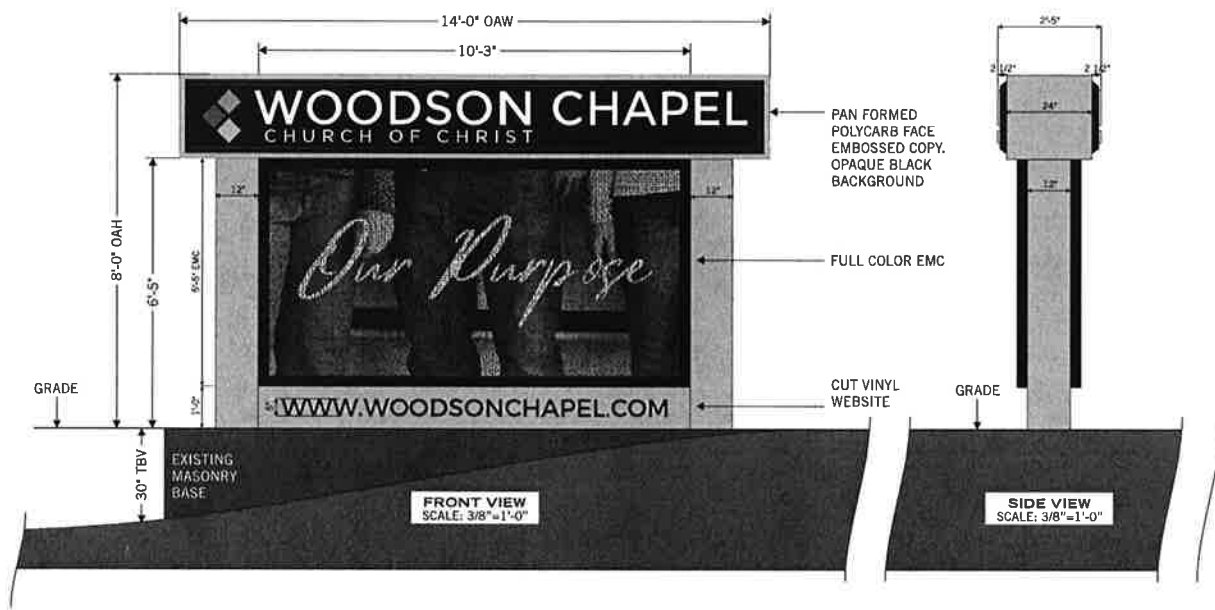 14'-0" OAW
10'-3"
WOODSON CHAPEL
CHURCH OF CHRIST
PAN FORMED
POLYCARB FACE
EMBOSSED COPY.
OPAQUE BLACK
BACKGROUND
12"
12"
8'-0" OAH
6'-5"
Our Purpose
FULL COLOR EMC
1'-0"
WWW.WOODSONCHAPEL.COM
CUT VINYL
WEBSITE
GRADE
30" TBV
EXISTING
MASONRY
BASE
FRONT VIEW
SCALE: 3/8"=1'-0"
2'-5"
2 1/2"
2 1/2"
24"
12"
GRADE
SIDE VIEW
SCALE: 3/8"=1'-0"